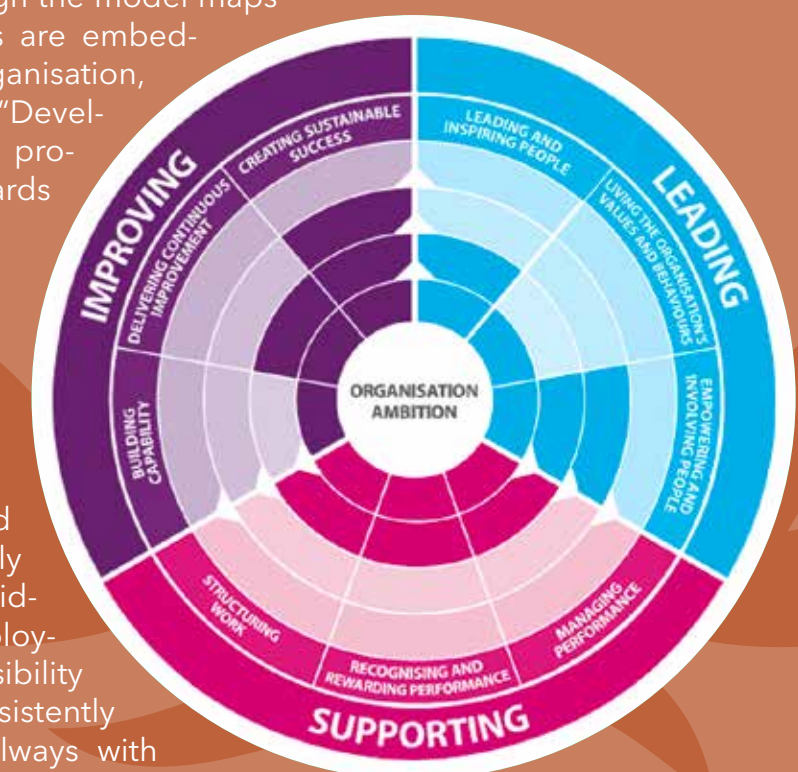 gh the model maps
s are embed-
ganisation,
“Devel-
pro-
ards
d
ly
id-
ploy-
sibility
sistently
lways with
IMPROVING
CREATING SUSTAINABLE
SUCCESS
DELIVERING CONTINUOUS
IMPROVEMENT
BUILDING
CAPABILITY
LEADING
LEADING AND
INSPIRING PEOPLE
LIVING THE ORGANISATION'S
VALUES AND BEHAVIOURS
EMPOWERING AND
INVOLVING PEOPLE
ORGANISATION
AMBITION
SUPPORTING
STRUCTURING
WORK
RECOGNISING AND
REWARDING PERFORMANCE
MANAGING
PERFORMANCE